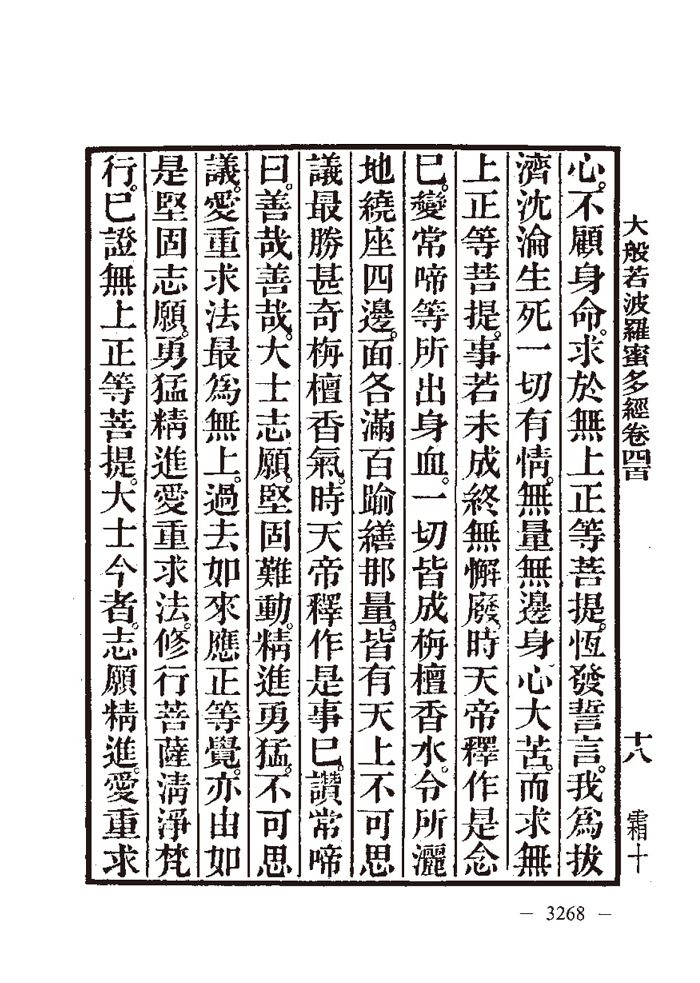 大般若波羅蜜多經卷四百
十八
霜十
心。不顧身命。求於無上正等菩提。恆發誓言。我為拔
濟沈淪生死一切有情。無量無邊身心大苦。而求無
上正等菩提。事若未成終無懈廢。時天帝釋作是念
已。變常啼等所出身血。一切皆成栴檀香水。令所灑
地繞座四邊。面各滿百踰繕那量。皆有天上不可思
議最勝甚奇栴檀香氣。時天帝釋作是事已。讚常啼
曰。善哉善哉。大士志願。堅固難動。精進勇猛。不可思
議。愛重求法最為無上。過去如來應正等覺。亦由如
是堅固志願。勇猛精進愛重求法。修行菩薩清淨梵
行。已證無上正等菩提。大士今者。志願精進。愛重求
— 3268 —